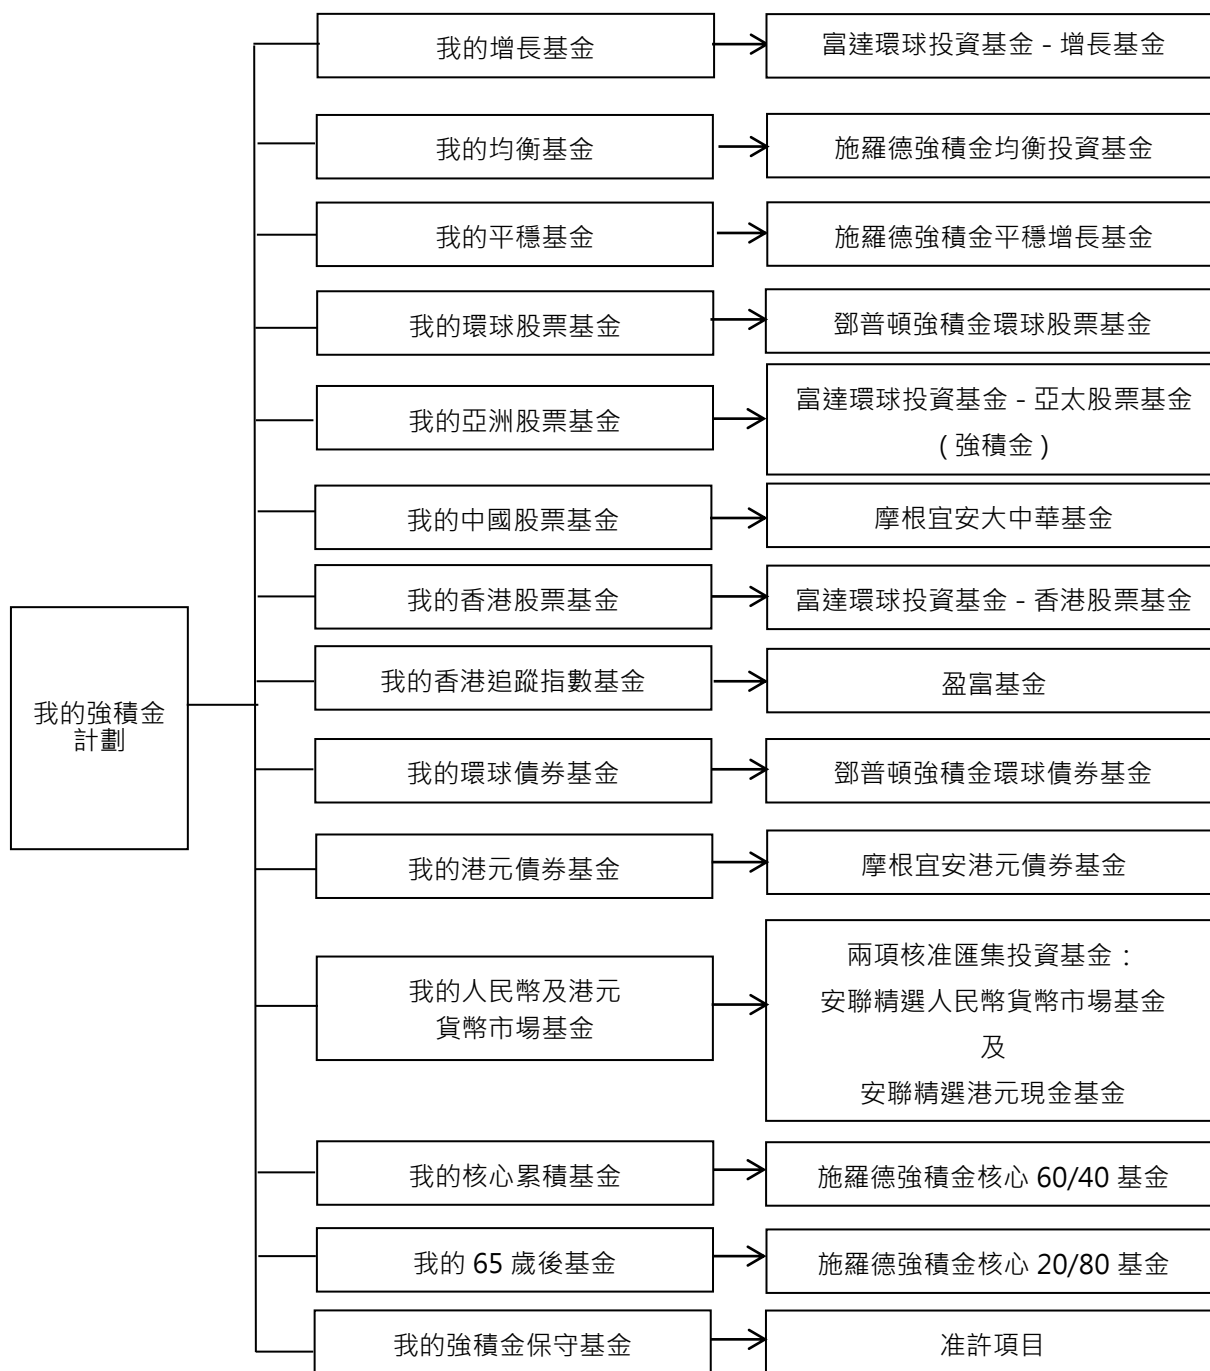 我的增長基金
富達環球投資基金 - 增長基金
我的均衡基金
施羅德強積金均衡投資基金
我的平穩基金
施羅德強積金平穩增長基金
我的環球股票基金
鄧普頓強積金環球股票基金
我的亞洲股票基金
富達環球投資基金 - 亞太股票基金
( 強積金 )
我的中國股票基金
摩根宜安大中華基金
我的香港股票基金
富達環球投資基金 - 香港股票基金
我的香港追蹤指數基金
盈富基金
我的強積金
計劃
我的環球債券基金
鄧普頓強積金環球債券基金
我的港元債券基金
摩根宜安港元債券基金
我的人民幣及港元
貨幣市場基金
兩項核准匯集投資基金：
安聯精選人民幣貨幣市場基金
及
安聯精選港元現金基金
我的核心累積基金
施羅德強積金核心 60/40 基金
我的 65 歲後基金
施羅德強積金核心 20/80 基金
我的強積金保守基金
准許項目